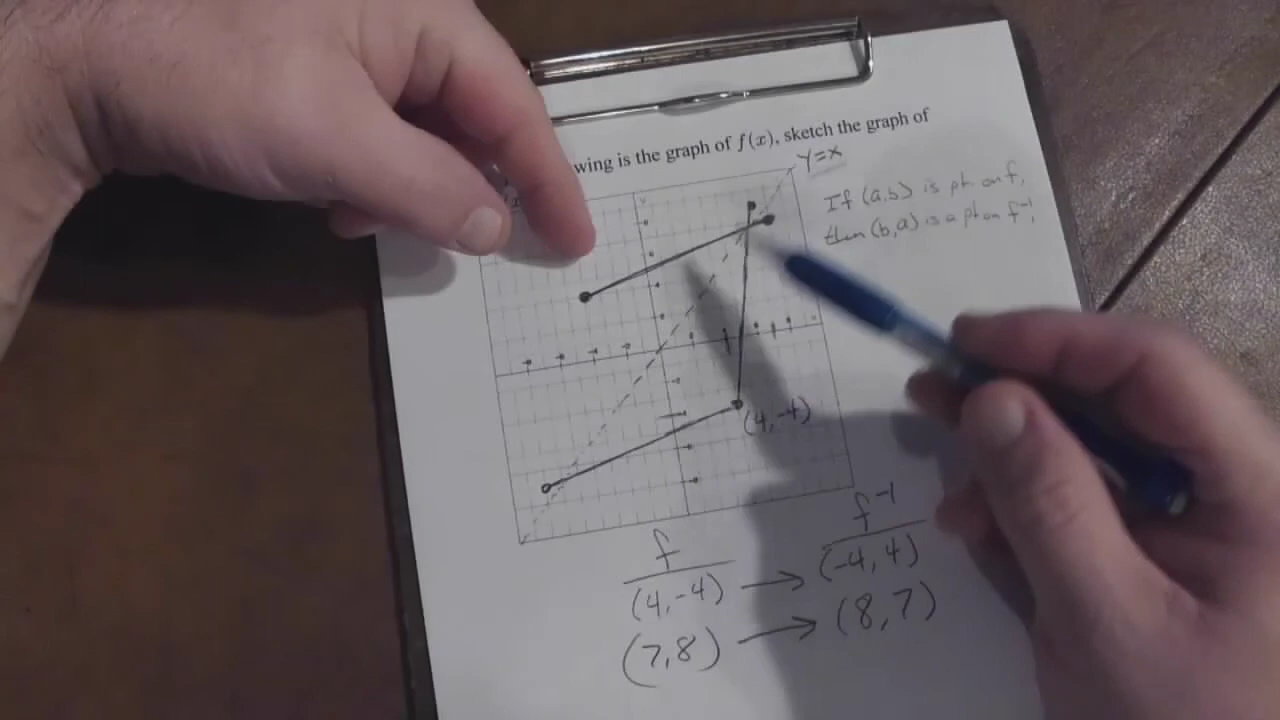 wing is the graph of f(x), sketch the graph of
y=x
If (a,b) is pt. on f,
then (b,a) is a pt on f⁻¹,
(4,-4)
f f⁻¹
(4,-4) → (-4,4)
(7,8) → (8,7)